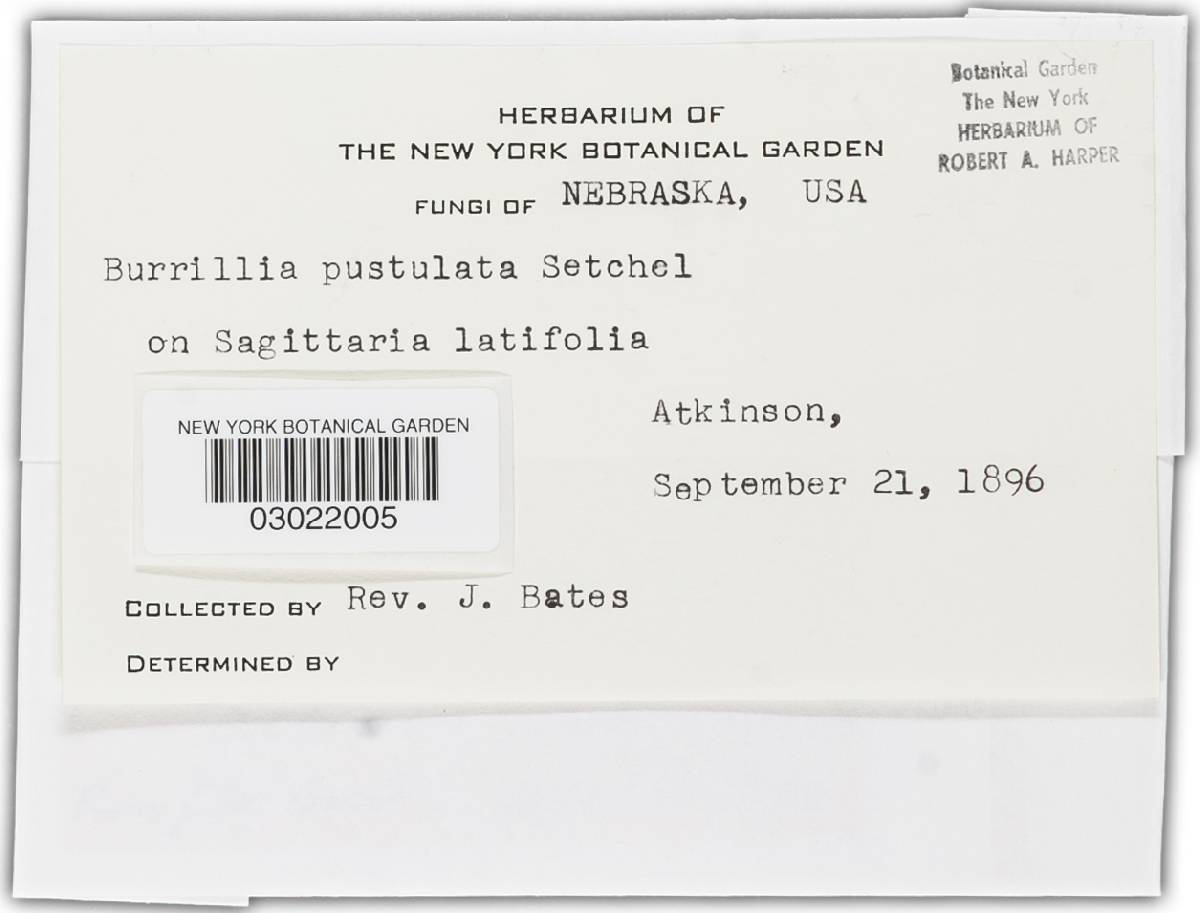 Botanical Garden
The New York
HERBARIUM OF
ROBERT A. HARPER
HERBARIUM OF
THE NEW YORK BOTANICAL GARDEN
FUNGI OF NEBRASKA, USA
Burrillia pustulata Setchel
on Sagittaria latifolia
Atkinson,
September 21, 1896
NEW YORK BOTANICAL GARDEN
03022005
COLLECTED BY Rev. J. Bates
DETERMINED BY